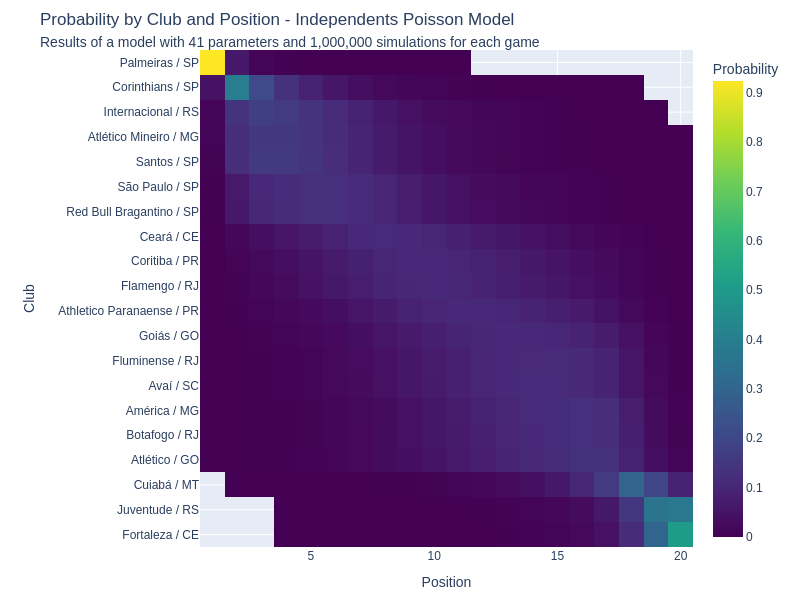 Probability by Club and Position - Independents Poisson Model
Results of a model with 41 parameters and 1,000,000 simulations for each game
Palmeiras / SP
Corinthians / SP
Internacional / RS
Atlético Mineiro / MG
Santos / SP
São Paulo / SP
Red Bull Bragantino / SP
Ceará / CE
Coritiba / PR
Flamengo / RJ
Athletico Paranaense / PR
Goiás / GO
Fluminense / RJ
Avaí / SC
América / MG
Botafogo / RJ
Atlético / GO
Cuiabá / MT
Juventude / RS
Fortaleza / CE
Club
5
10
15
20
Position
Probability
0.9
0.8
0.7
0.6
0.5
0.4
0.3
0.2
0.1
0